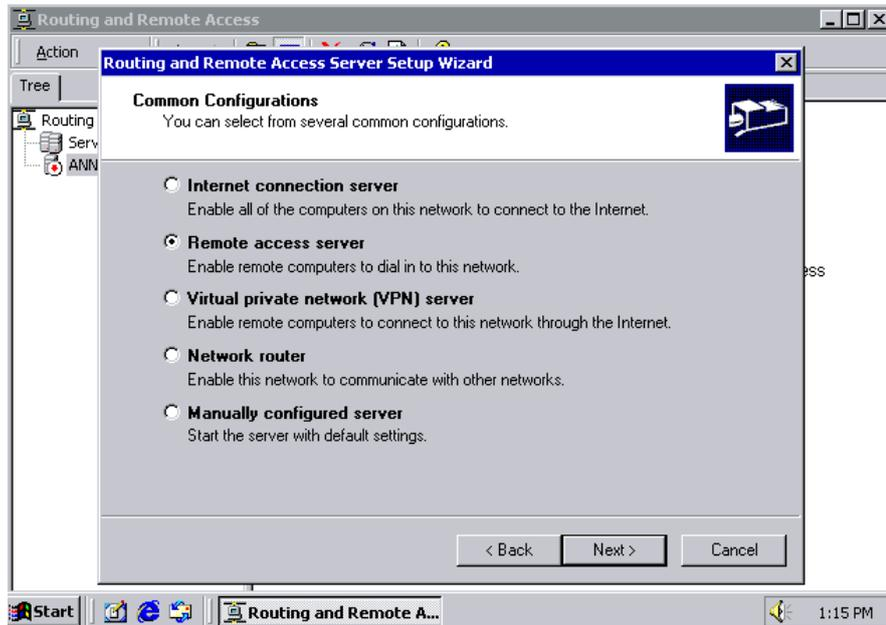 Routing and Remote Access
Action
Tree
Routing
Serv
ANN
ess
Routing and Remote Access Server Setup Wizard
Common Configurations
You can select from several common configurations.
Internet connection server
Enable all of the computers on this network to connect to the Internet.
Remote access server
Enable remote computers to dial in to this network.
Virtual private network (VPN) server
Enable remote computers to connect to this network through the Internet.
Network router
Enable this network to communicate with other networks.
Manually configured server
Start the server with default settings.
< Back
Next >
Cancel
Start
Routing and Remote A...
1:15 PM